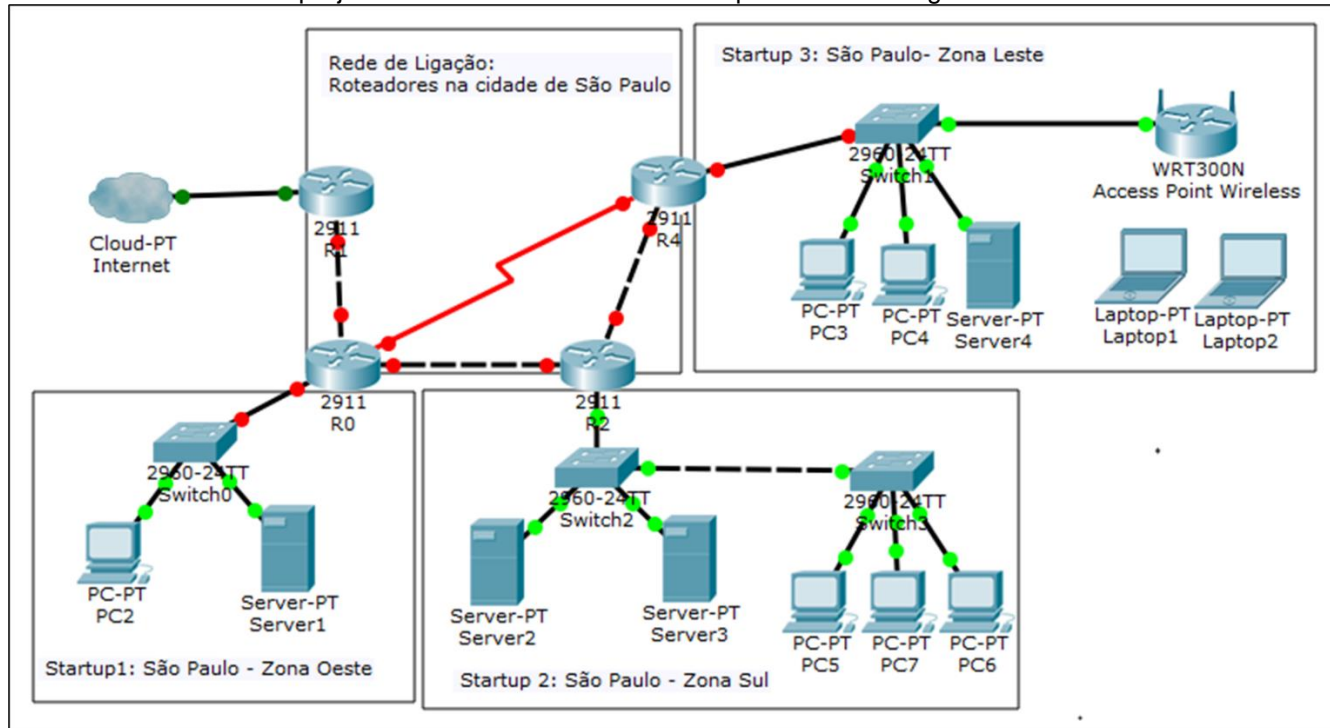 Rede de Ligação:
Roteadores na cidade de São Paulo
Startup 3: São Paulo- Zona Leste
Cloud-PT
Internet
2911
R1
2911
R4
2960-24TT
Switch1
WRT300N
Access Point Wireless
PC-PT
PC3
PC-PT
PC4
Server-PT
Server4
Laptop-PT
Laptop1
Laptop-PT
Laptop2
2911
R0
2911
R2
2960-24TT
Switch0
PC-PT
PC2
Server-PT
Server1
Startup1: São Paulo - Zona Oeste
2960-24TT
Switch2
2960-24TT
Switch3
Server-PT
Server2
Server-PT
Server3
PC-PT
PC5
PC-PT
PC7
PC-PT
PC6
Startup 2: São Paulo - Zona Sul